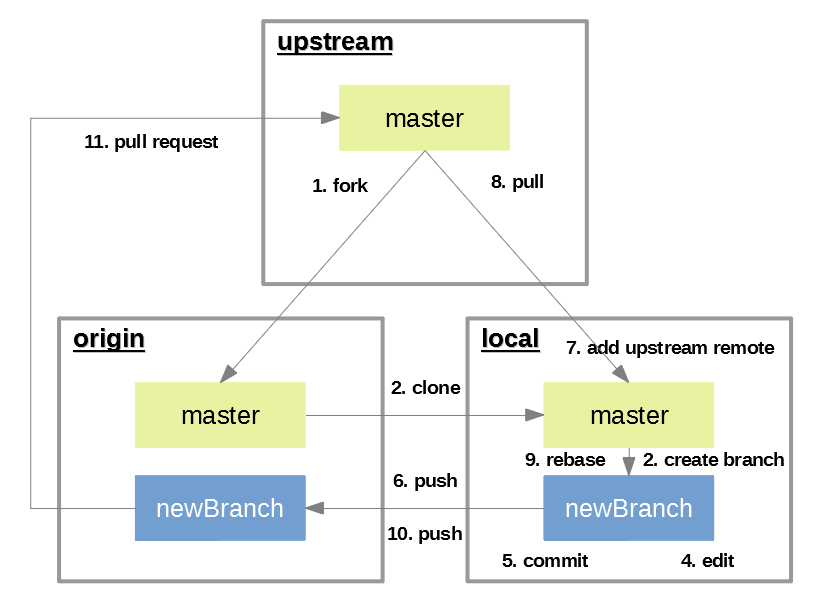 upstream
master
11. pull request
1. fork
8. pull
origin
local
7. add upstream remote
master
2. clone
master
9. rebase
2. create branch
newBranch
6. push
newBranch
10. push
5. commit
4. edit